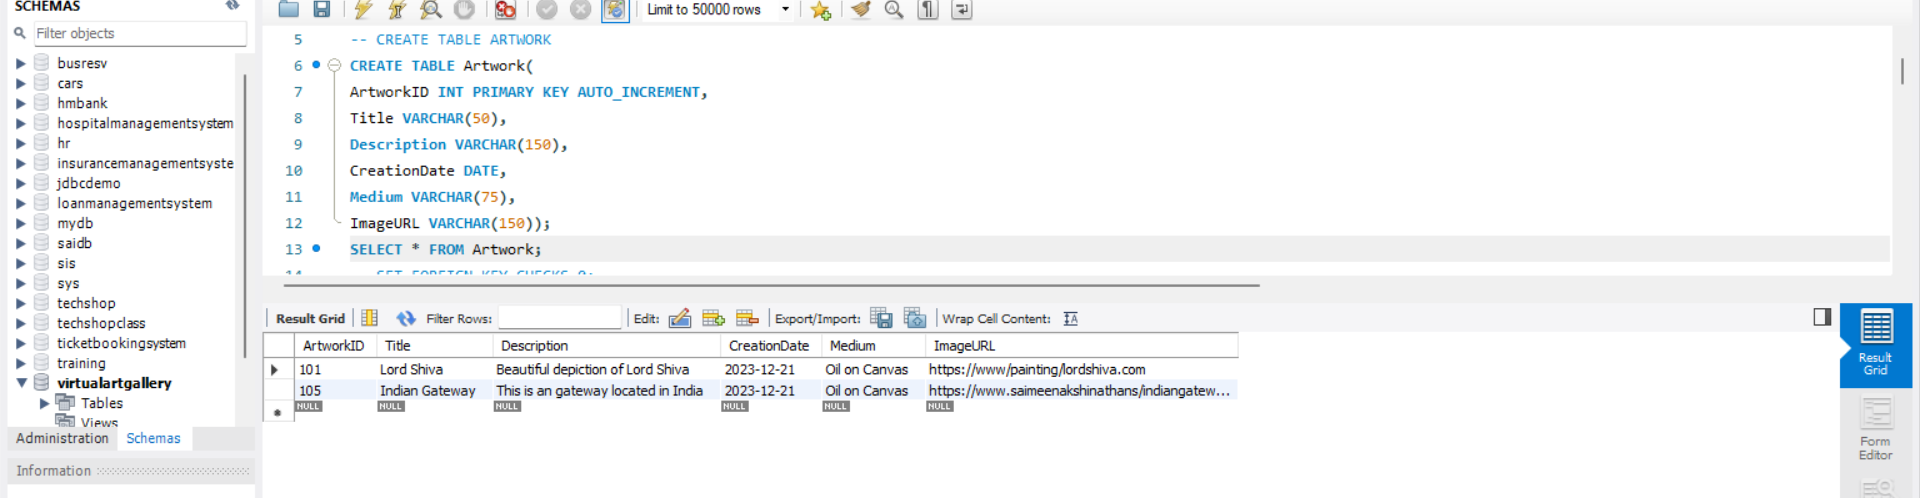 SCHEMAS
Filter objects
busresv
cars
hmbank
hospitalmanagementsystem
hr
insurancemanagementsyste
jdbcdemo
loanmanagementsystem
mydb
saidb
sis
sys
techshop
techshopclass
ticketbookingsystem
training
virtualartgallery
Tables
Views
Administration Schemas
Information
Limit to 50000 rows
5 -- CREATE TABLE ARTWORK
6 CREATE TABLE Artwork(
7 ArtworkID INT PRIMARY KEY AUTO_INCREMENT,
8 Title VARCHAR(50),
9 Description VARCHAR(150),
10 CreationDate DATE,
11 Medium VARCHAR(75),
12 ImageURL VARCHAR(150));
13 SELECT * FROM Artwork;
Result Grid Filter Rows: Edit: Export/Import: Wrap Cell Content:
ArtworkID Title Description CreationDate Medium ImageURL
101 Lord Shiva Beautiful depiction of Lord Shiva 2023-12-21 Oil on Canvas https://www/painting/lordshiva.com
105 Indian Gateway This is an gateway located in India 2023-12-21 Oil on Canvas https://www.saimeenakshinathans/indiangatew...
NULL NULL NULL NULL NULL NULL
Result
Grid
Form
Editor